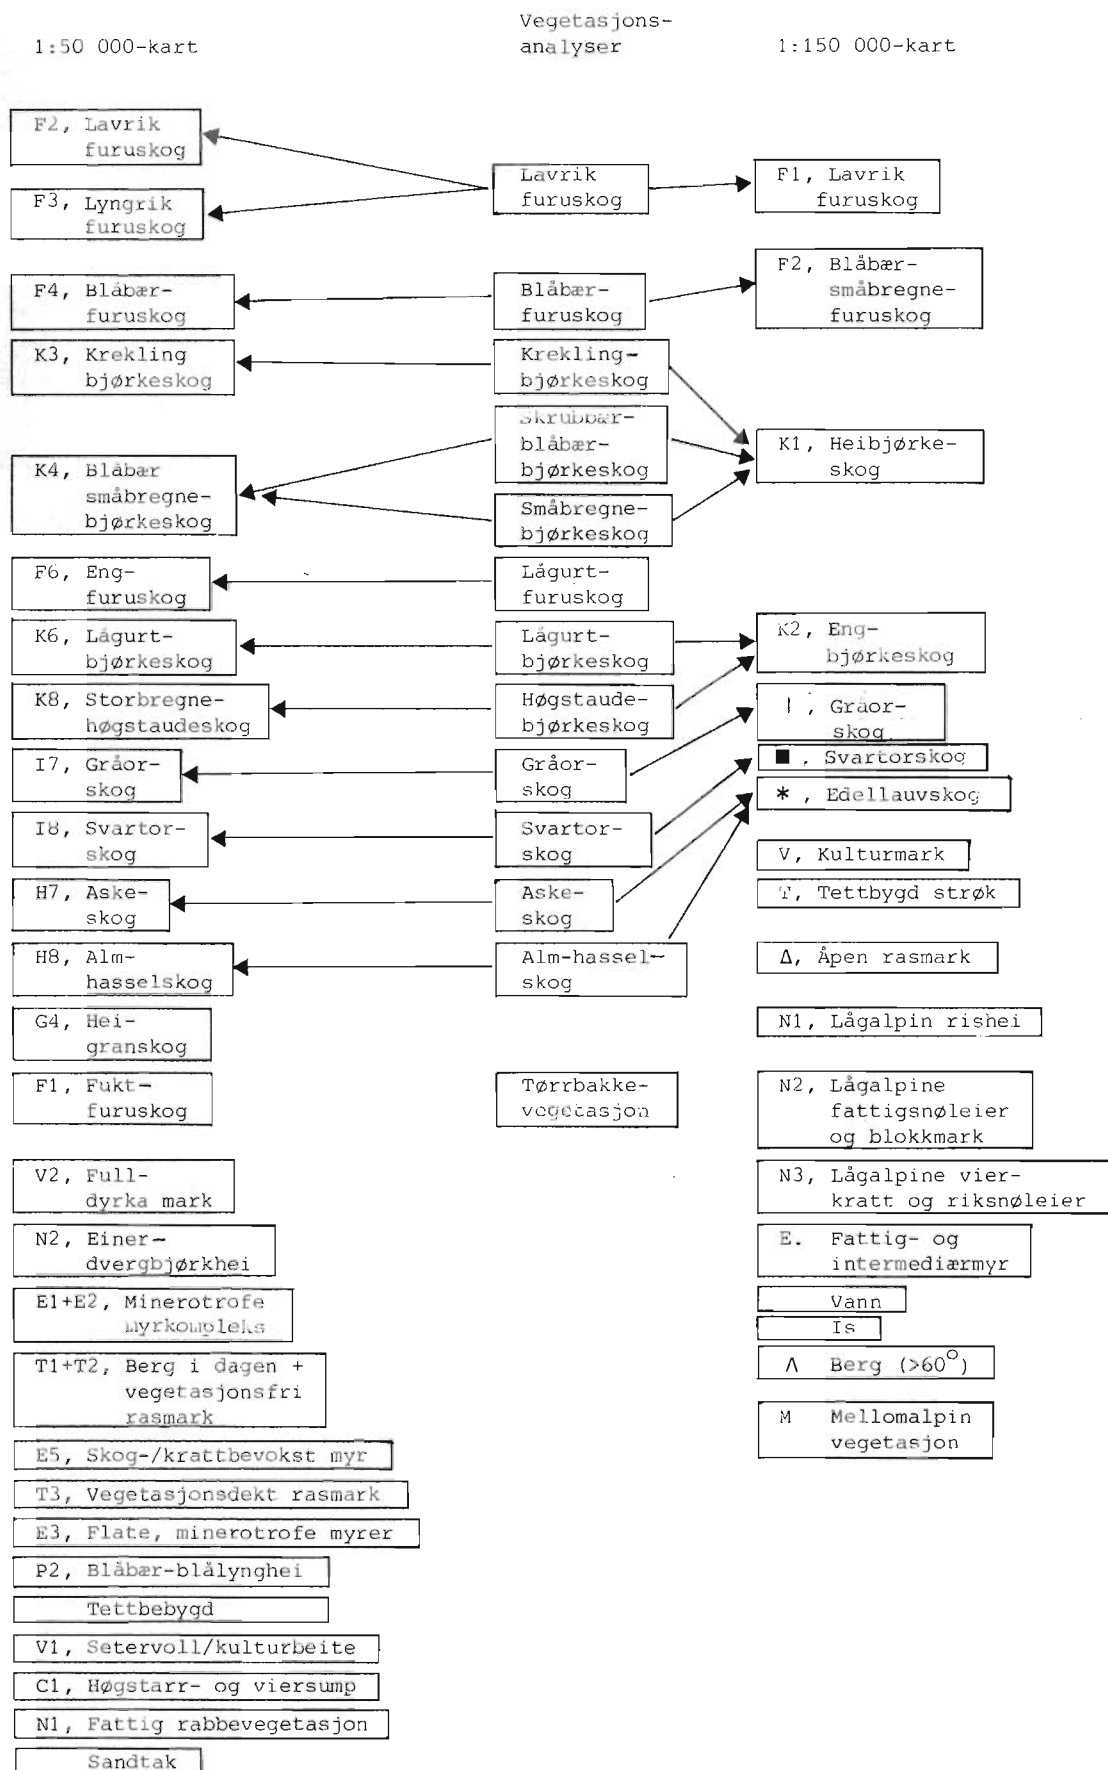 1:50 000-kart
Vegetasjons-
analyser
1:150 000-kart
F2, Lavrik
furuskog
F3, Lyngrik
furuskog
F4, Blåbær-
furuskog
K3, Krekling
bjørkeskog
K4, Blåbær
småbregne-
bjørkeskog
F6, Eng-
furuskog
K6, Lågurt-
bjørkeskog
K8, Storbregne-
høgstaudeskog
I7, Gråor-
skog
I8, Svartor-
skog
H7, Aske-
skog
H8, Alm-
hasselskog
G4, Hei-
granskog
F1, Fukt-
furuskog
V2, Full-
dyrka mark
N2, Einer-
dvergbjørkhei
E1+E2, Minerotrofe
myrkompleks
T1+T2, Berg i dagen +
vegetasjonsfri
rasmark
E5, Skog-/krattbevokst myr
T3, Vegetasjonsdekt rasmark
E3, Flate, minerotrofe myrer
P2, Blåbær-blålynghei
Tettbebygd
V1, Setervoll/kulturbeite
C1, Høgstarr- og viersump
N1, Fattig rabbevegetasjon
Sandtak
Lavrik
furuskog
Blåbær-
furuskog
Krekling-
bjørkeskog
Skrubbær-
blåbær-
bjørkeskog
Småbregne-
bjørkeskog
Lågurt-
furuskog
Lågurt-
bjørkeskog
Høgstaude-
bjørkeskog
Gråor-
skog
Svartor-
skog
Aske-
skog
Alm-hassel-
skog
Tørrbakke-
vegetasjon
F1, Lavrik
furuskog
F2, Blåbær-
småbregne-
furuskog
K1, Heibjørke-
skog
K2, Eng-
bjørkeskog
I, Gråor-
skog
■, Svartorskog
*, Edellauvskog
V, Kulturmark
T, Tettbygd strøk
Δ, Åpen rasmark
N1, Lågalpin rishei
N2, Lågalpine
fattigsnøleier
og blokkmark
N3, Lågalpine vier-
kratt og riksnøleier
E. Fattig- og
intermediærmyr
Vann
Is
Λ Berg (>60°)
M Mellomalpin
vegetasjon